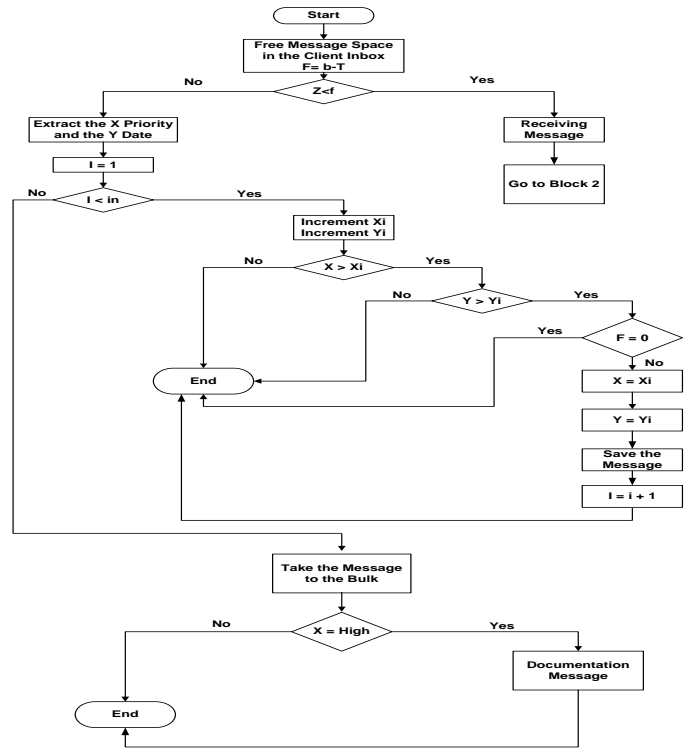 Start
Free Message Space
in the Client Inbox
F= b-T
No
Yes
Z<f
Extract the X Priority
and the Y Date
Receiving
Message
I = 1
Go to Block 2
No
I < in
Yes
Increment Xi
Increment Yi
No
X > Xi
Yes
No
Y > Yi
Yes
Yes
F = 0
No
End
X = Xi
Y = Yi
Save the
Message
I = i + 1
Take the Message
to the Bulk
No
X = High
Yes
Documentation
Message
End